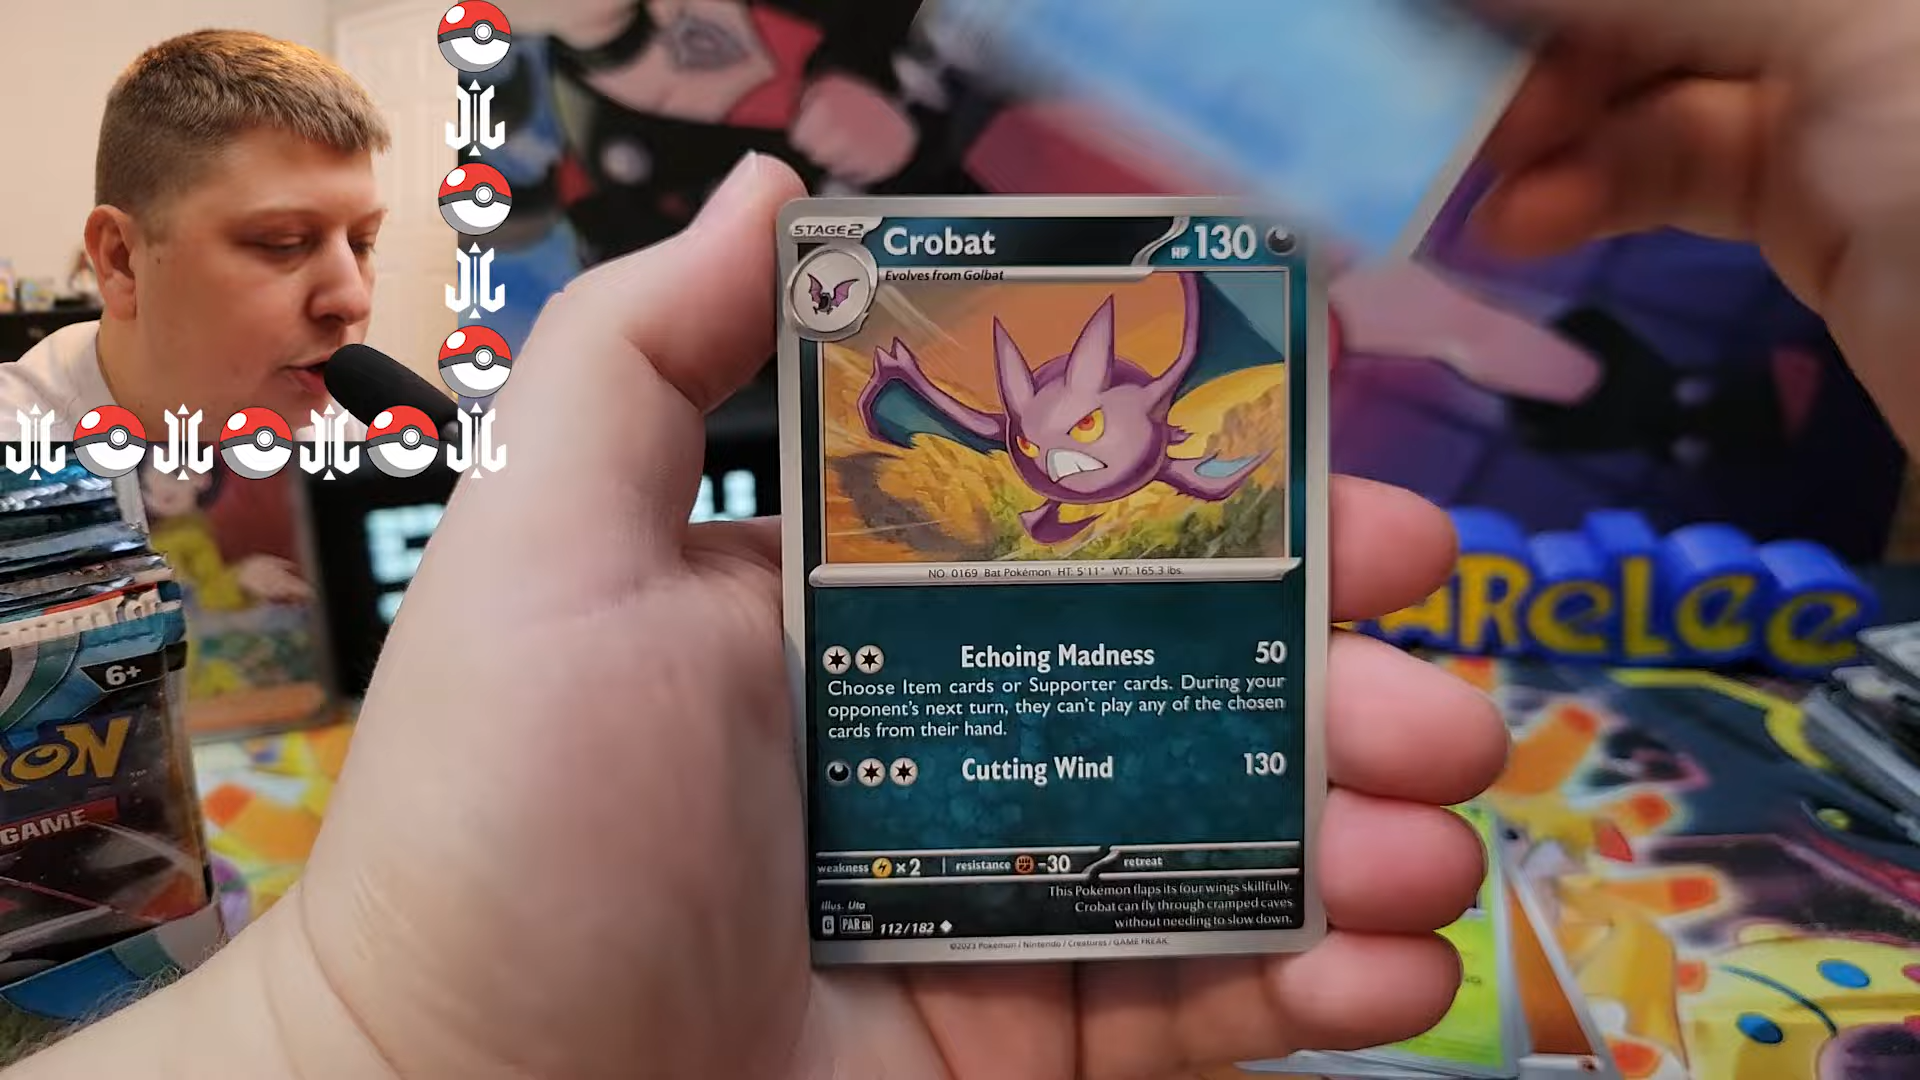 STAGE2
Crobat
HP 130
Evolves from Golbat
NO. 0169 Bat Pokémon HT: 5'11" WT: 165.3 lbs.
Echoing Madness 50
Choose Item cards or Supporter cards. During your
opponent's next turn, they can't play any of the chosen
cards from their hand.
Cutting Wind 130
weakness ×2 resistance -30 retreat
This Pokémon flaps its four wings skillfully.
Crobat can fly through cramped caves
without needing to slow down.
Illus. Uta
G PAR EN 112/182
©2023 Pokémon / Nintendo / Creatures / GAME FREAK
6+
GAME